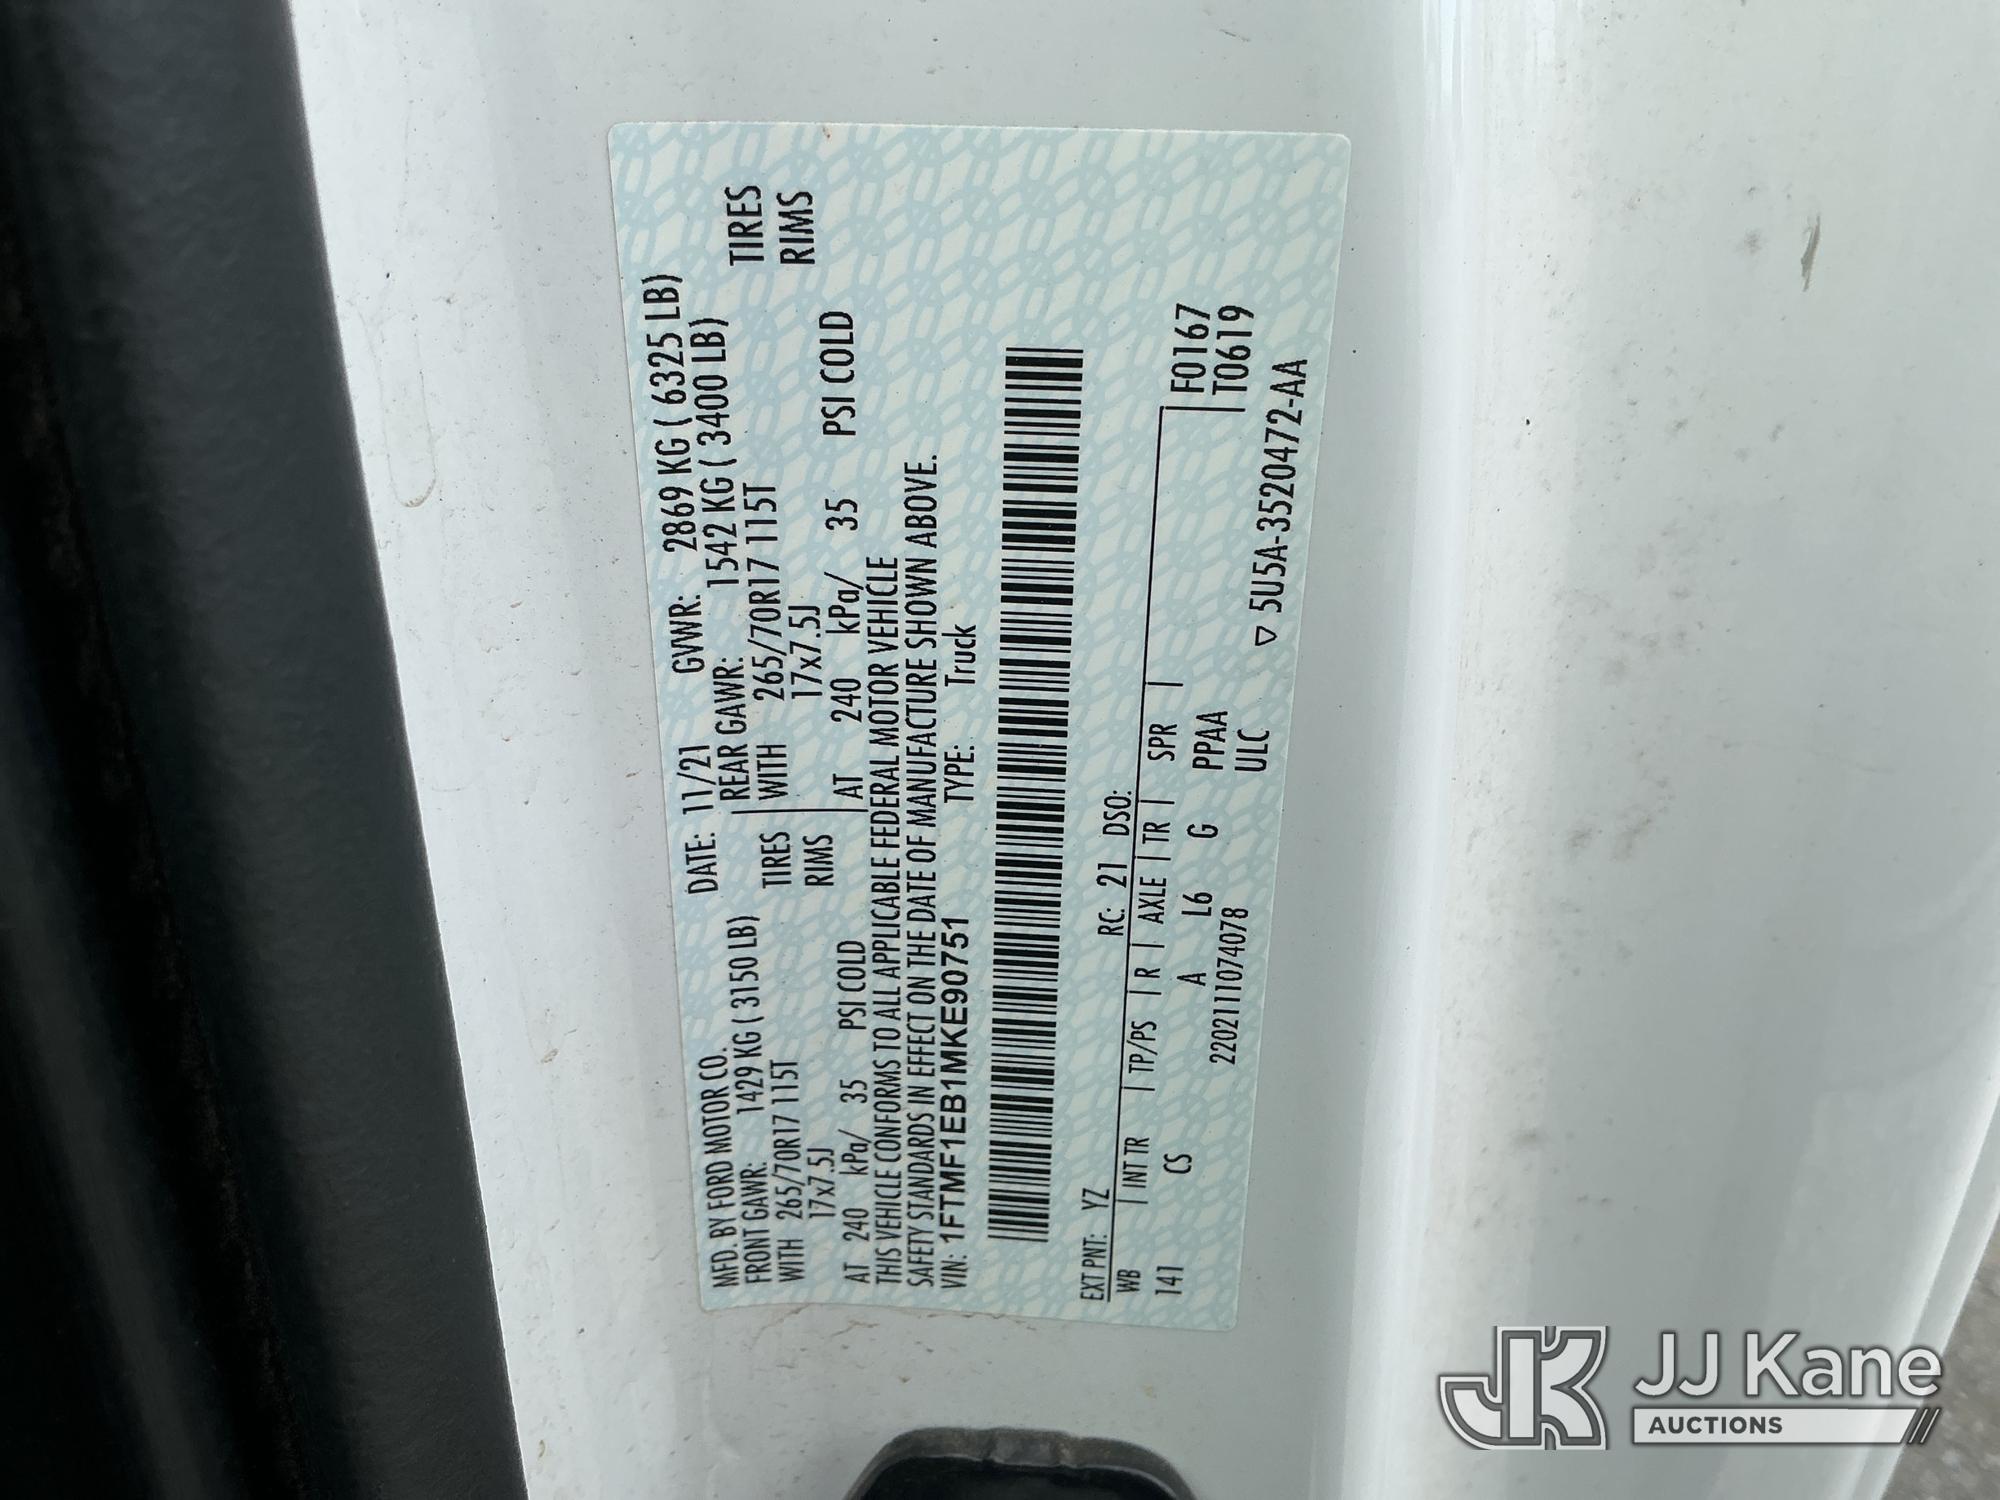 MFD. BY FORD MOTOR CO. DATE: 11/21 GVWR: 2869 KG ( 6325 LB)
FRONT GAWR: 1429 KG ( 3150 LB) REAR GAWR: 1542 KG ( 3400 LB)
WITH 265/70R17 115T TIRES WITH 265/70R17 115T TIRES
17x7.5J RIMS 17x7.5J RIMS
AT 240 kPa/ 35 PSI COLD AT 240 kPa/ 35 PSI COLD
THIS VEHICLE CONFORMS TO ALL APPLICABLE FEDERAL MOTOR VEHICLE
SAFETY STANDARDS IN EFFECT ON THE DATE OF MANUFACTURE SHOWN ABOVE.
VIN: 1FTMF1EB1MKE90751 TYPE: Truck
EXT PNT: YZ RC: 21 DSO:
WB | INT TR | TP/PS | R | AXLE | TR | SPR | F0167
141 CS A L6 G PPAA T0619
2202111074078 ULC
▽ 5U5A-3520472-AA
JK JJ Kane
AUCTIONS